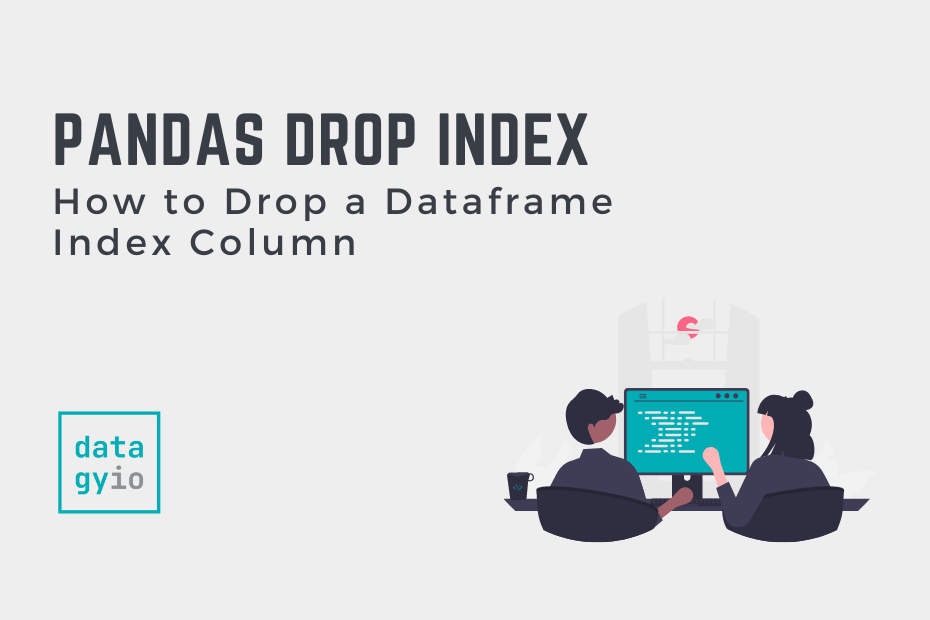 PANDAS DROP INDEX
How to Drop a Dataframe
Index Column
data
gyio